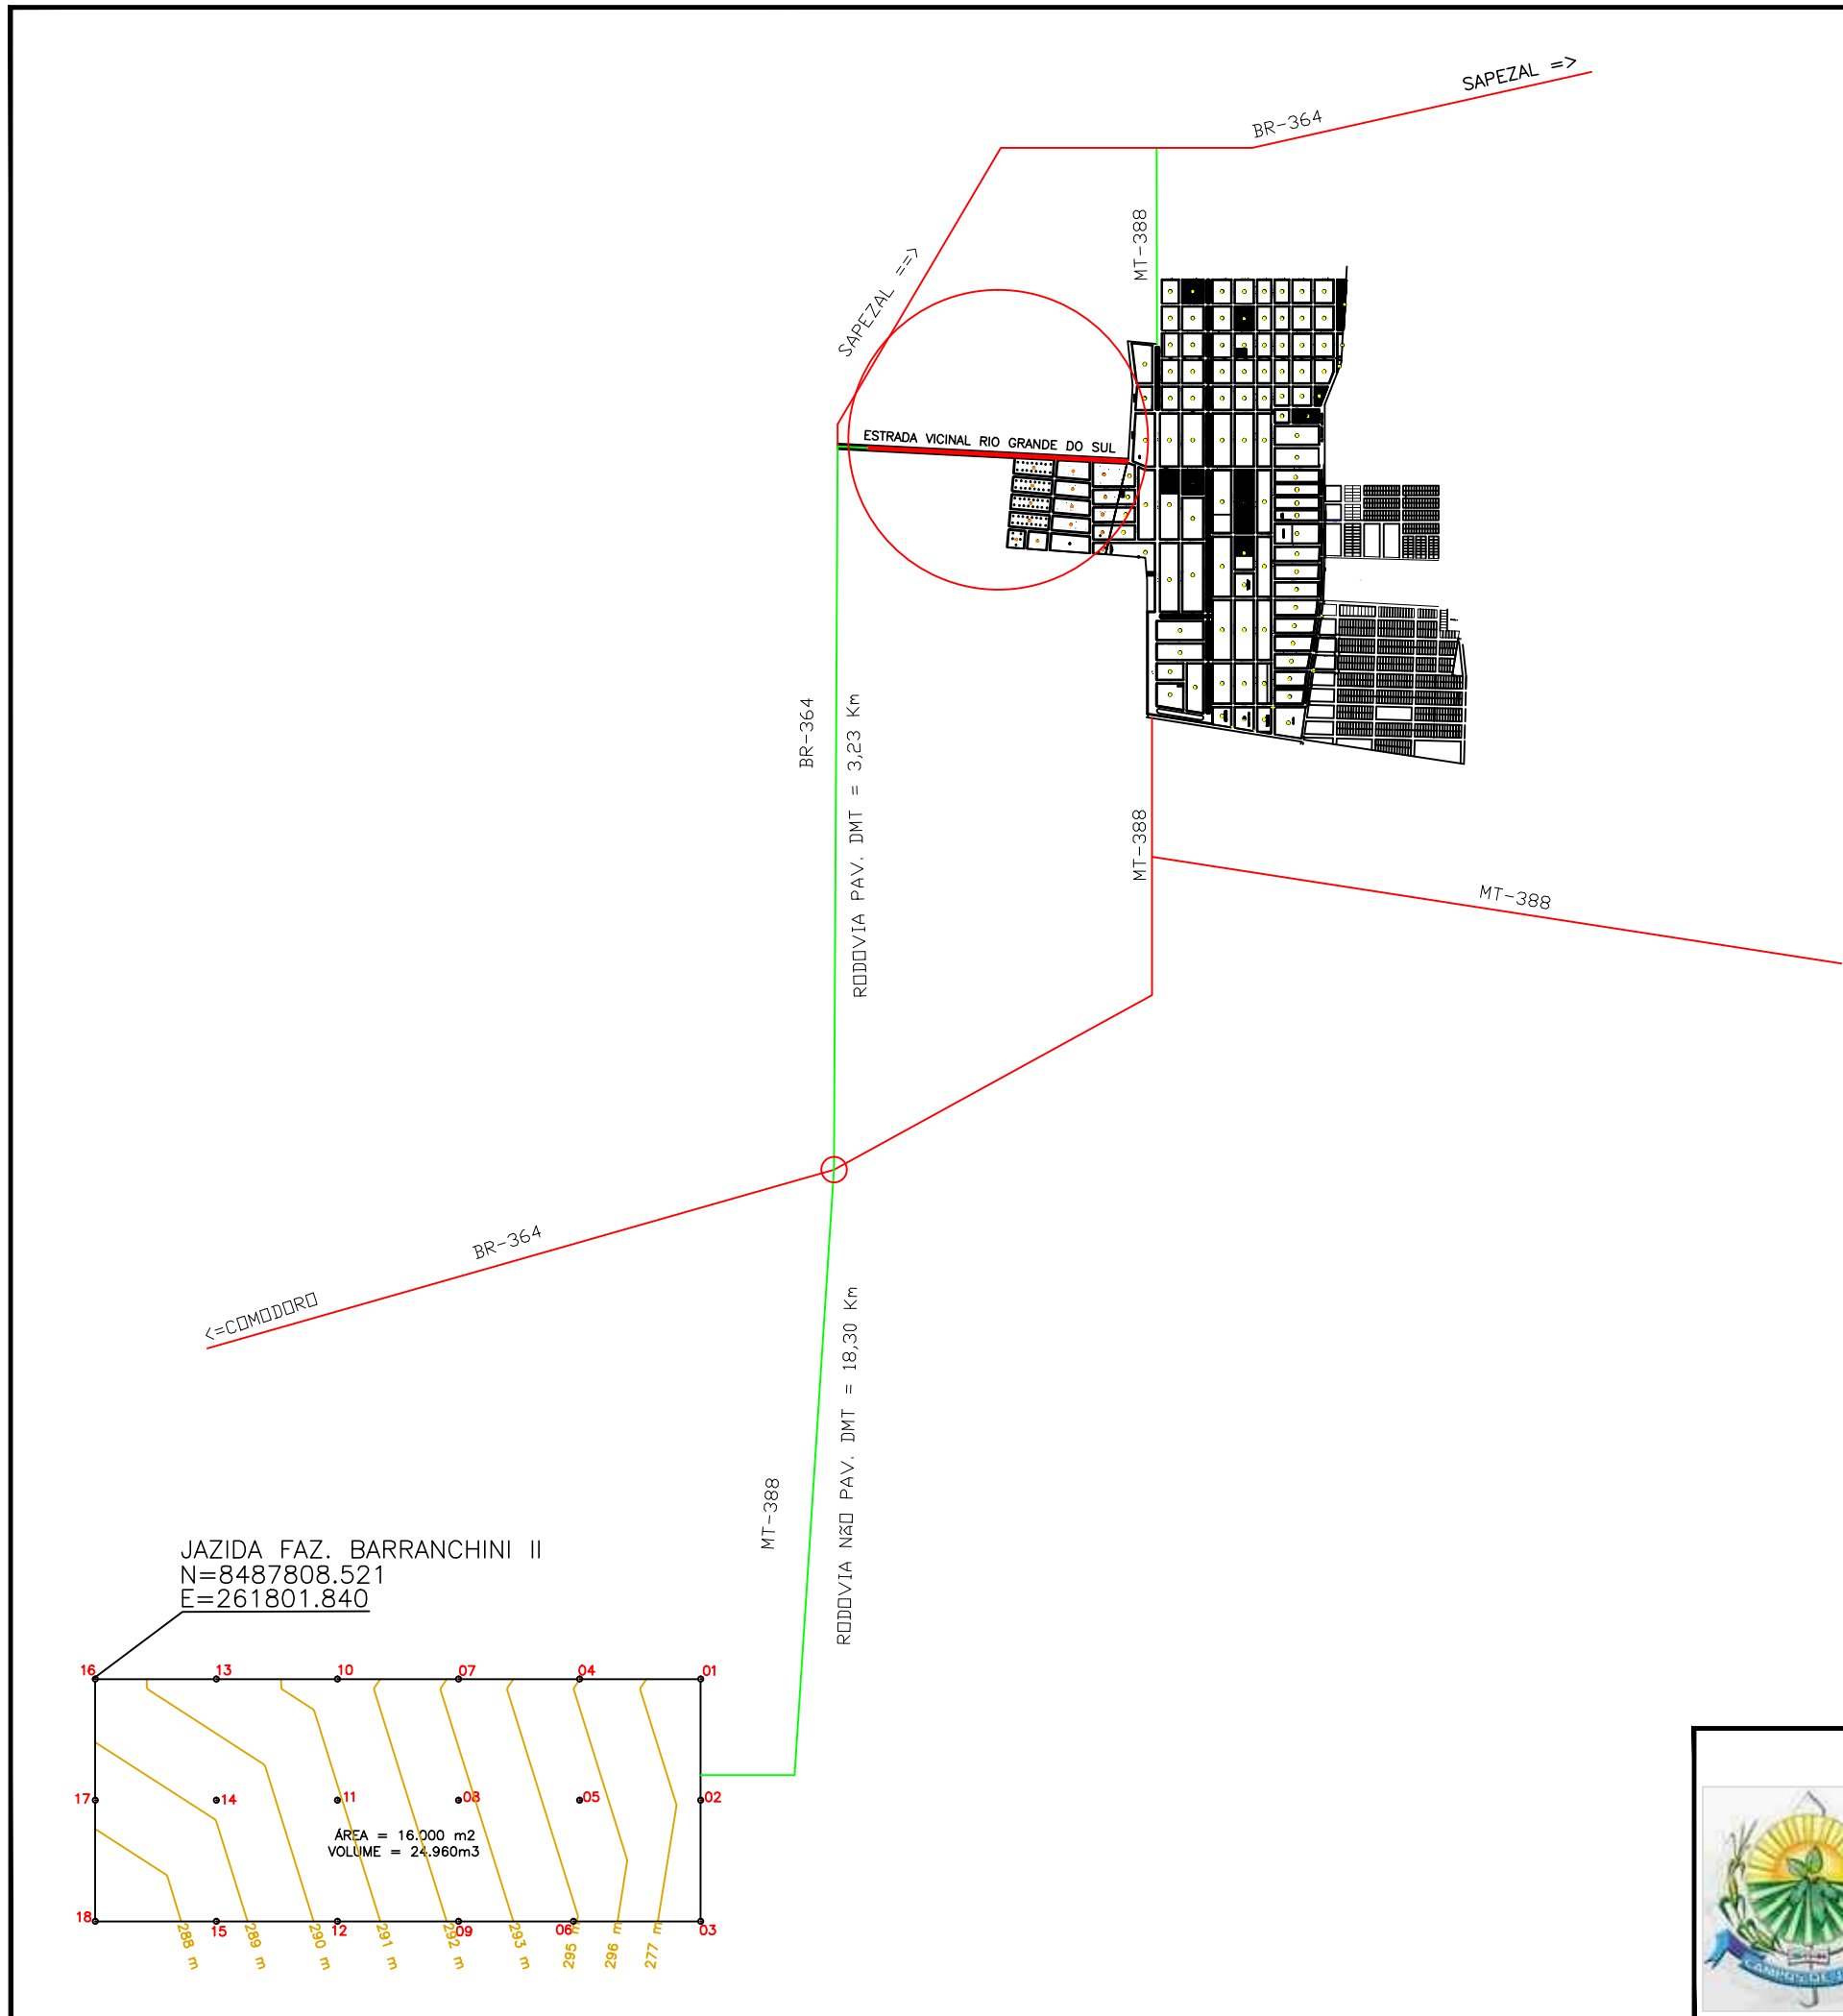 SAPEZAL =>
BR-364
MT-388
SAPEZAL ==>
ESTRADA VICINAL RIO GRANDE DO SUL
BR-364
RODOVIA PAV. DMT = 3,23 Km
MT-388
MT-388
BR-364
<=COMODORO
RODOVIA NÃO PAV. DMT = 18,30 Km
MT-388
JAZIDA FAZ. BARRANCHINI II
N=8487808.521
E=261801.840
16 13 10 07 04 01
17 14 11 08 05 02
ÁREA = 16.000 m2
VOLUME = 24.960m3
18 15 12 09 06 03
288 m 289 m 290 m 291 m 292 m 293 m 295 m 296 m 277 m
CAMPOS DE